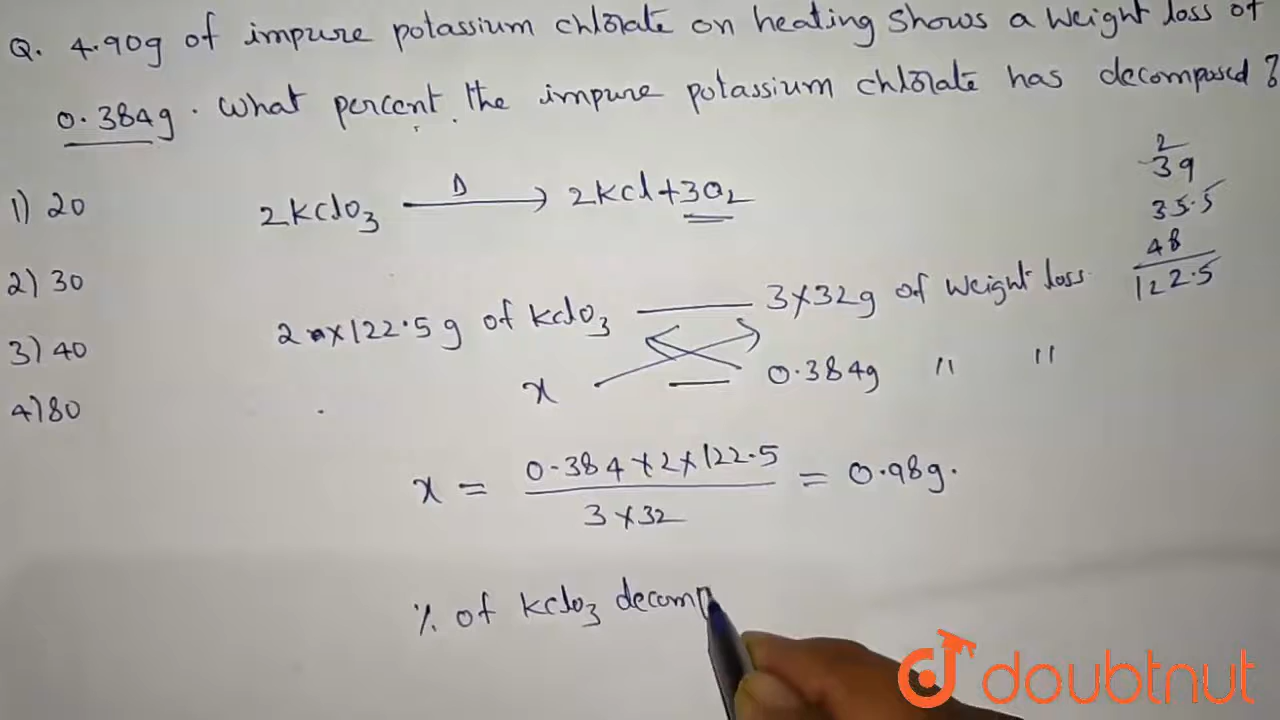 Q. 4.90g of impure potassium chlorate on heating shows a weight loss of
0.384g. What percent the impure potassium chlorate has decomposed ?
1) 20
2KClO3 Δ → 2KCl + 3O2
2
39
35.5
48
122.5
2) 30
2 × 122.5g of KClO3 — 3×32g of weight loss
3) 40
x — 0.384g " "
4) 80
x = 0.384×2×122.5 / 3×32 = 0.98g.
% of KClO3 decomp
doubtnut